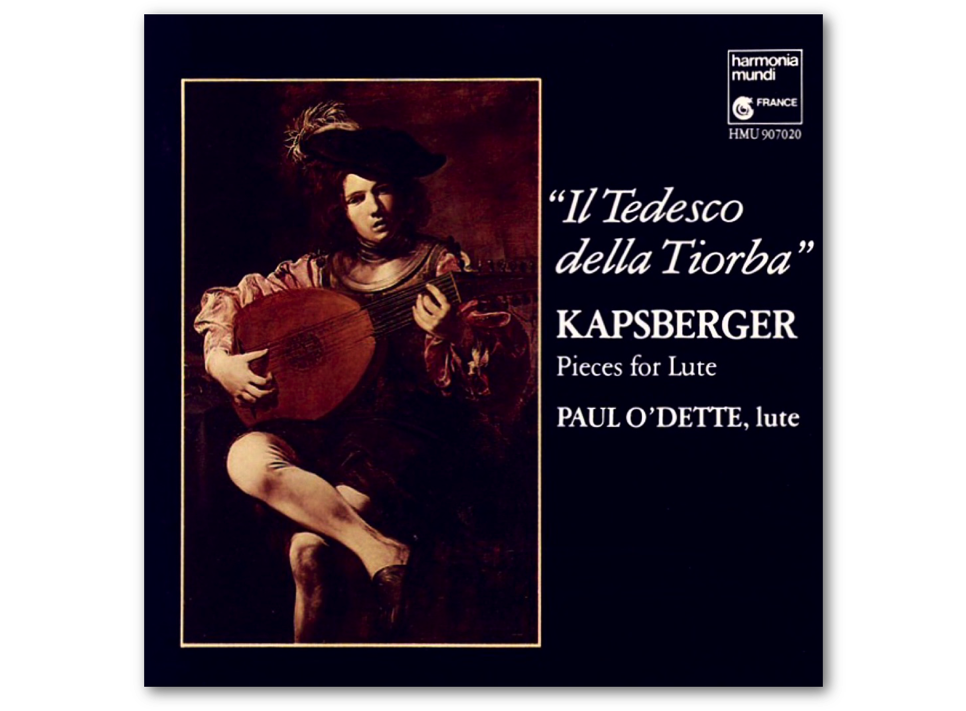 harmonia
mundi
FRANCE
HMU 907020
“Il Tedesco
della Tiorba”
KAPSBERGER
Pieces for Lute
PAUL O’DETTE, lute